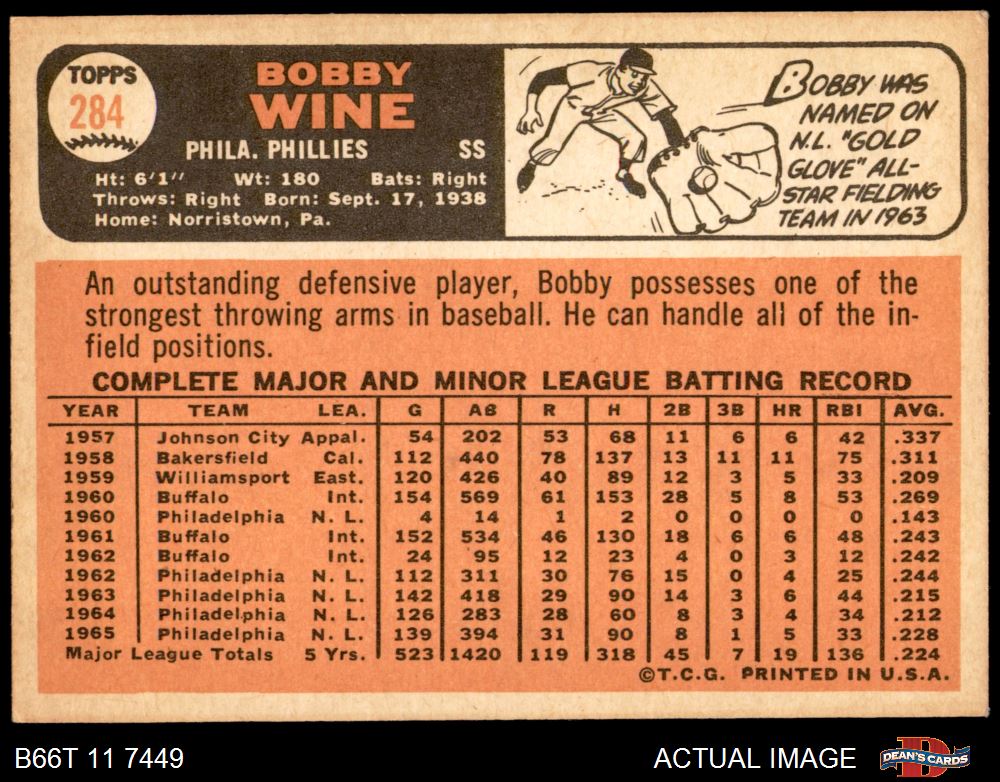 TOPPS
284
BOBBY
WINE
PHILA. PHILLIES SS
Ht: 6'1" Wt: 180 Bats: Right
Throws: Right Born: Sept. 17, 1938
Home: Norristown, Pa.
BOBBY WAS
NAMED ON
N.L. "GOLD
GLOVE" ALL-
STAR FIELDING
TEAM IN 1963
An outstanding defensive player, Bobby possesses one of the
strongest throwing arms in baseball. He can handle all of the in-
field positions.
COMPLETE MAJOR AND MINOR LEAGUE BATTING RECORD
YEAR TEAM LEA. G AB R H 2B 3B HR RBI AVG.
1957 Johnson City Appal. 54 202 53 68 11 6 6 42 .337
1958 Bakersfield Cal. 112 440 78 137 13 11 11 75 .311
1959 Williamsport East. 120 426 40 89 12 3 5 33 .209
1960 Buffalo Int. 154 569 61 153 28 5 8 53 .269
1960 Philadelphia N. L. 4 14 1 2 0 0 0 0 .143
1961 Buffalo Int. 152 534 46 130 18 6 6 48 .243
1962 Buffalo Int. 24 95 12 23 4 0 3 12 .242
1962 Philadelphia N. L. 112 311 30 76 15 0 4 25 .244
1963 Philadelphia N. L. 142 418 29 90 14 3 6 44 .215
1964 Philadelphia N. L. 126 283 28 60 8 3 4 34 .212
1965 Philadelphia N. L. 139 394 31 90 8 1 5 33 .228
Major League Totals 5 Yrs. 523 1420 119 318 45 7 19 136 .224
©T.C.G. PRINTED IN U.S.A.
B66T 11 7449
ACTUAL IMAGE
DEAN'S CARDS